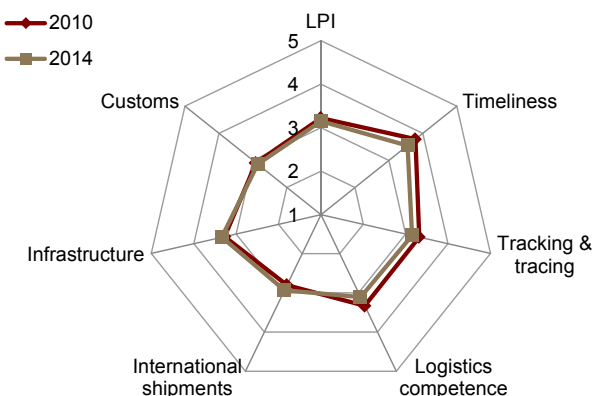 2010
2014
LPI
5
4
3
2
1
Customs
Timeliness
Infrastructure
Tracking &
tracing
International
shipments
Logistics
competence